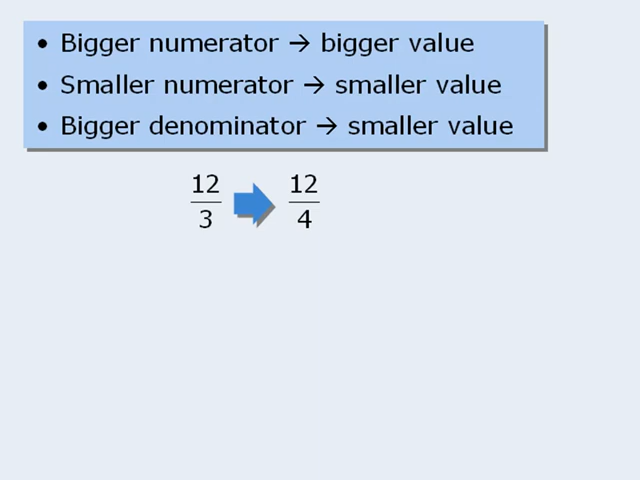 • Bigger numerator → bigger value
• Smaller numerator → smaller value
• Bigger denominator → smaller value
12 12
3 4